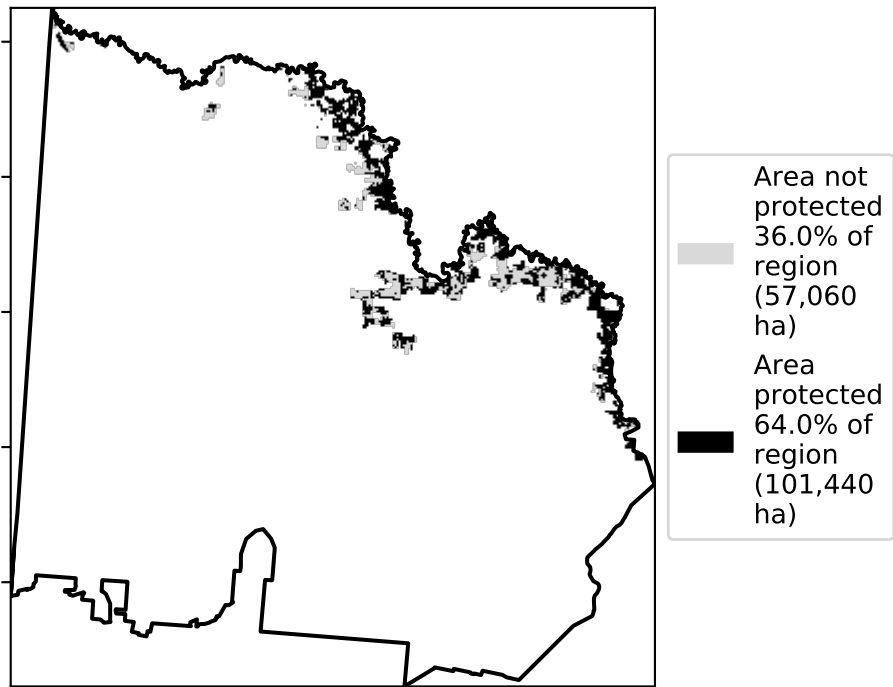 Area not
protected
36.0% of
region
(57,060
ha)
Area
protected
64.0% of
region
(101,440
ha)